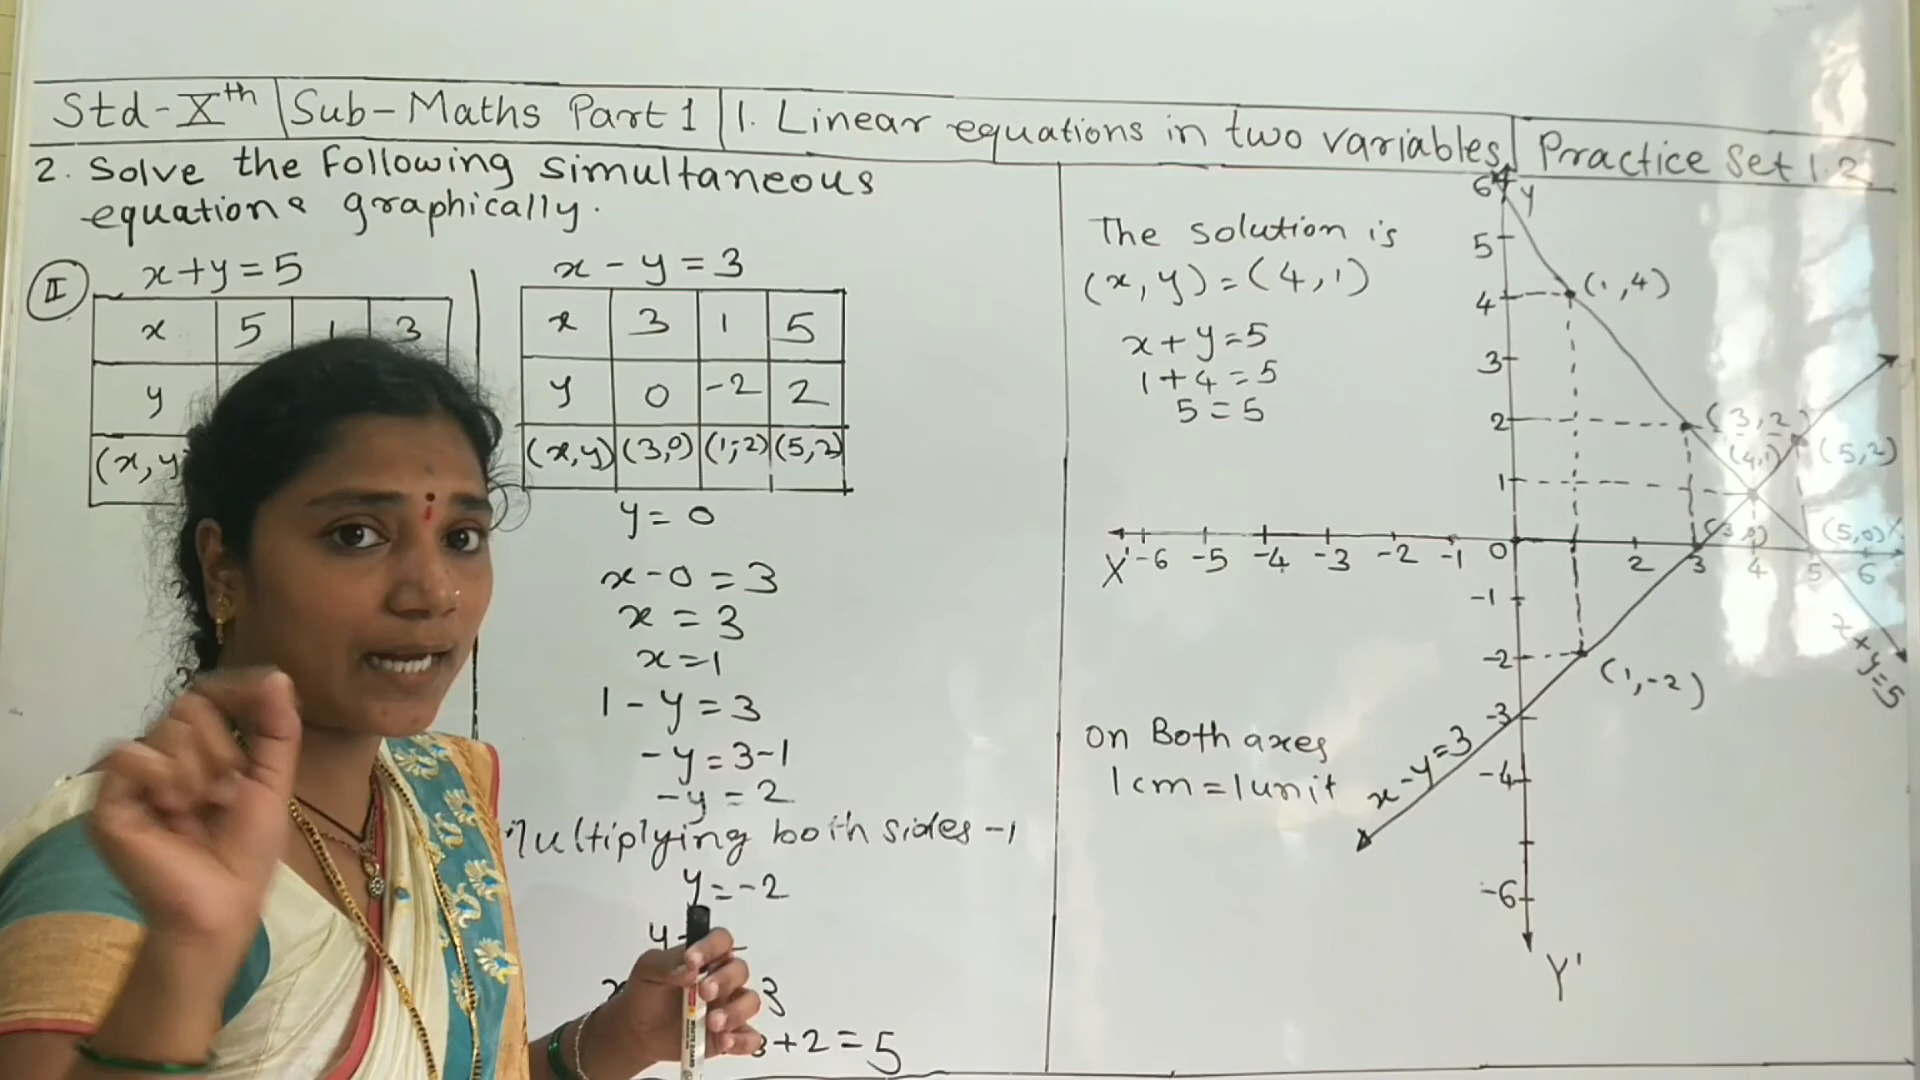 Std-Xth Sub-Maths Part 1 1. Linear equations in two variables Practice Set 1.2
2. Solve the Following simultaneous
equations graphically.
II x+y=5
x 5 1 3
y
(x,y)
x-y=3
x 3 1 5
y 0 -2 2
(x,y) (3,0) (1,-2) (5,2)
y=0
x-0=3
x=3
x=1
1-y=3
-y=3-1
-y=2
Multiplying both sides -1
y=-2
3
3+2=5
The solution is
(x,y)=(4,1)
x+y=5
1+4=5
5=5
On Both axes
1cm=1unit
6 Y
5
4 (1,4)
3
2 (3,2)
(4,1) (5,2)
1
(3,0) (5,0) X
X' -6 -5 -4 -3 -2 -1 0 2 3 4 5 6
-1
x+y=5
-2 (1,-2)
-3
x-y=3
-4
-6
Y'